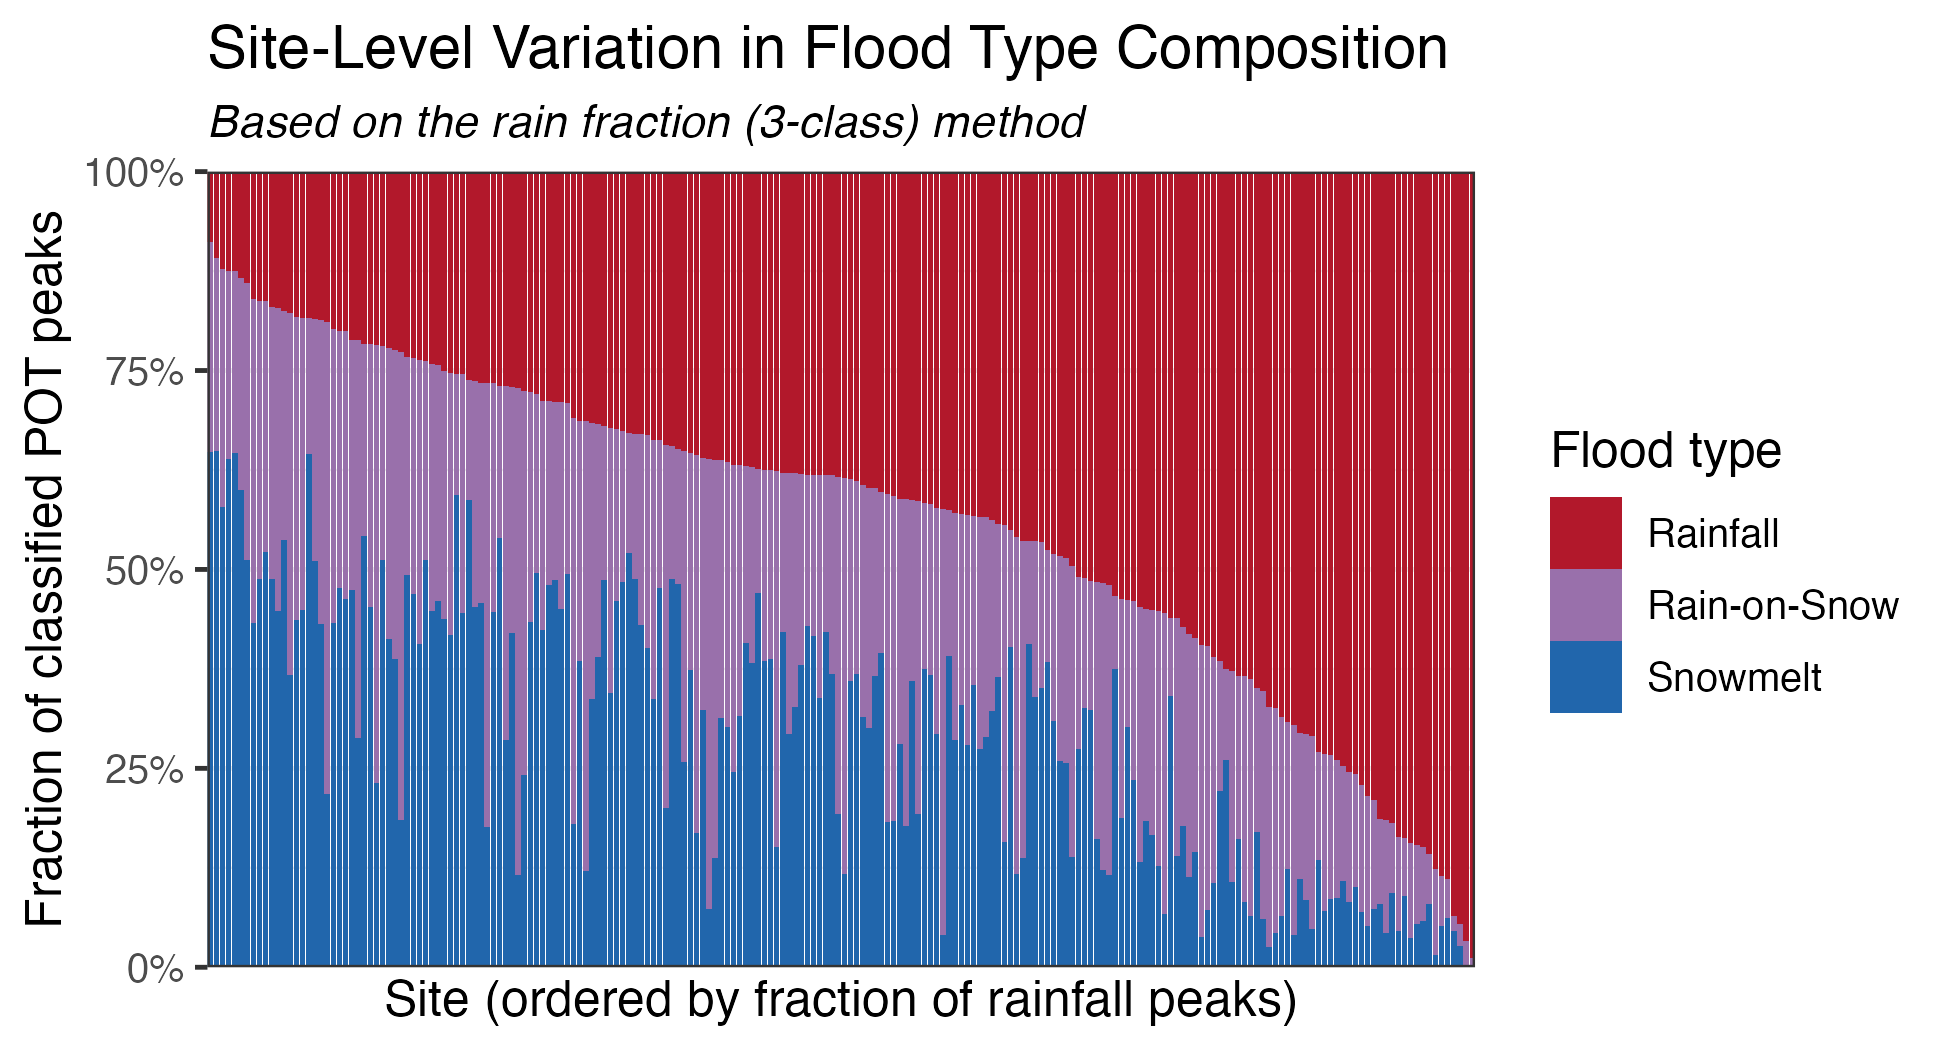 Site-Level Variation in Flood Type Composition
Based on the rain fraction (3-class) method
Fraction of classified POT peaks
100%
75%
50%
25%
0%
Site (ordered by fraction of rainfall peaks)
Flood type
Rainfall
Rain-on-Snow
Snowmelt